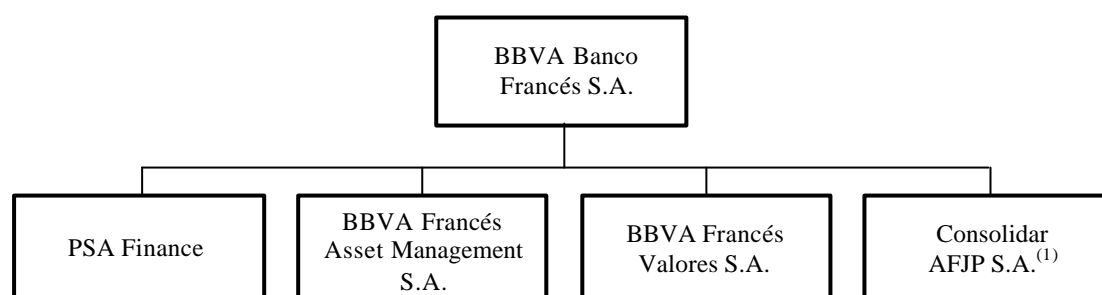 BBVA Banco
Francés S.A.
PSA Finance
BBVA Francés
Asset Management
S.A.
BBVA Francés
Valores S.A.
Consolidar
AFJP S.A.(1)